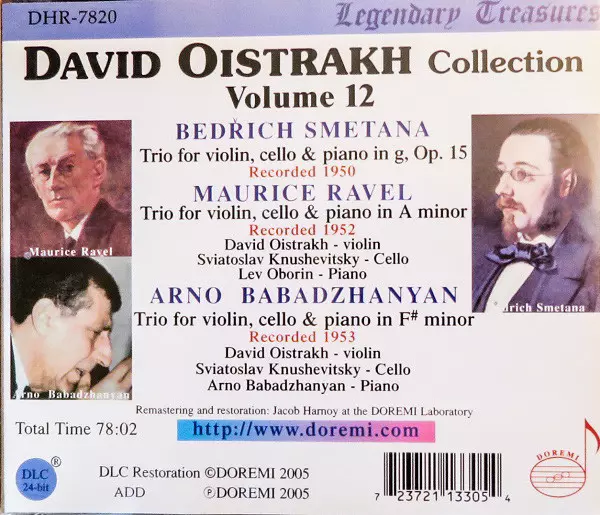 DHR-7820
Legendary Treasures
DAVID OISTRAKH Collection
Volume 12
BEDŘICH SMETANA
Trio for violin, cello & piano in g, Op. 15
Recorded 1950
MAURICE RAVEL
Trio for violin, cello & piano in A minor
Recorded 1952
David Oistrakh - violin
Sviatoslav Knushevitsky - Cello
Lev Oborin - Piano
Maurice Ravel
drich Smetana
ARNO BABADZHANYAN
Trio for violin, cello & piano in F# minor
Recorded 1953
David Oistrakh - violin
Sviatoslav Knushevitsky - Cello
Arno Babadzhanyan - Piano
Arno Babadzhanyan
Remastering and restoration: Jacob Harnoy at the DOREMI Laboratory
Total Time 78:02
http://www.doremi.com/
DOREMI
DLC
24-bit
®
DLC Restoration ©DOREMI 2005
ADD ℗DOREMI 2005
7 23721 13305 4